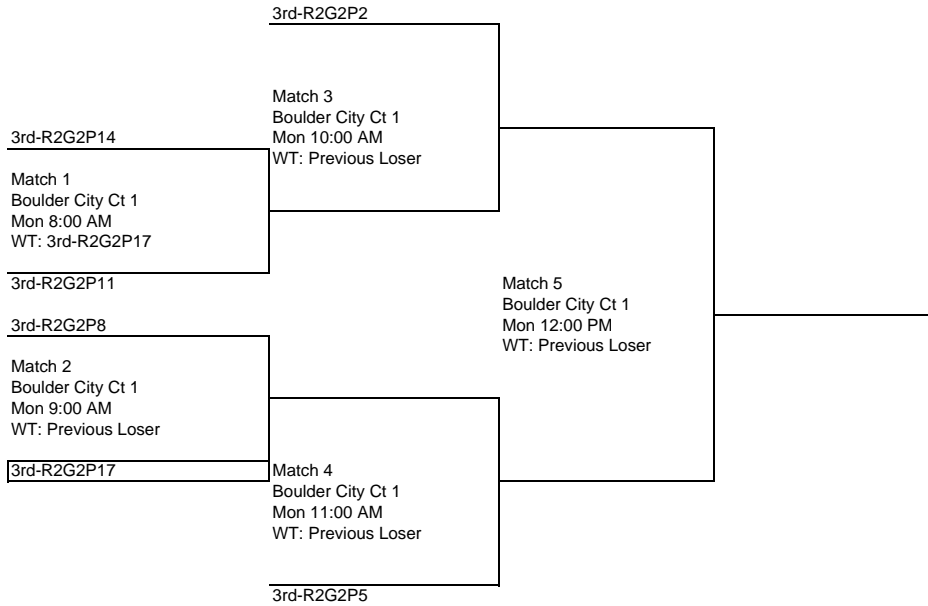 3rd-R2G2P2
Match 3
Boulder City Ct 1
Mon 10:00 AM
WT: Previous Loser
3rd-R2G2P14
Match 1
Boulder City Ct 1
Mon 8:00 AM
WT: 3rd-R2G2P17
3rd-R2G2P11
Match 5
Boulder City Ct 1
Mon 12:00 PM
WT: Previous Loser
3rd-R2G2P8
Match 2
Boulder City Ct 1
Mon 9:00 AM
WT: Previous Loser
3rd-R2G2P17
Match 4
Boulder City Ct 1
Mon 11:00 AM
WT: Previous Loser
3rd-R2G2P5